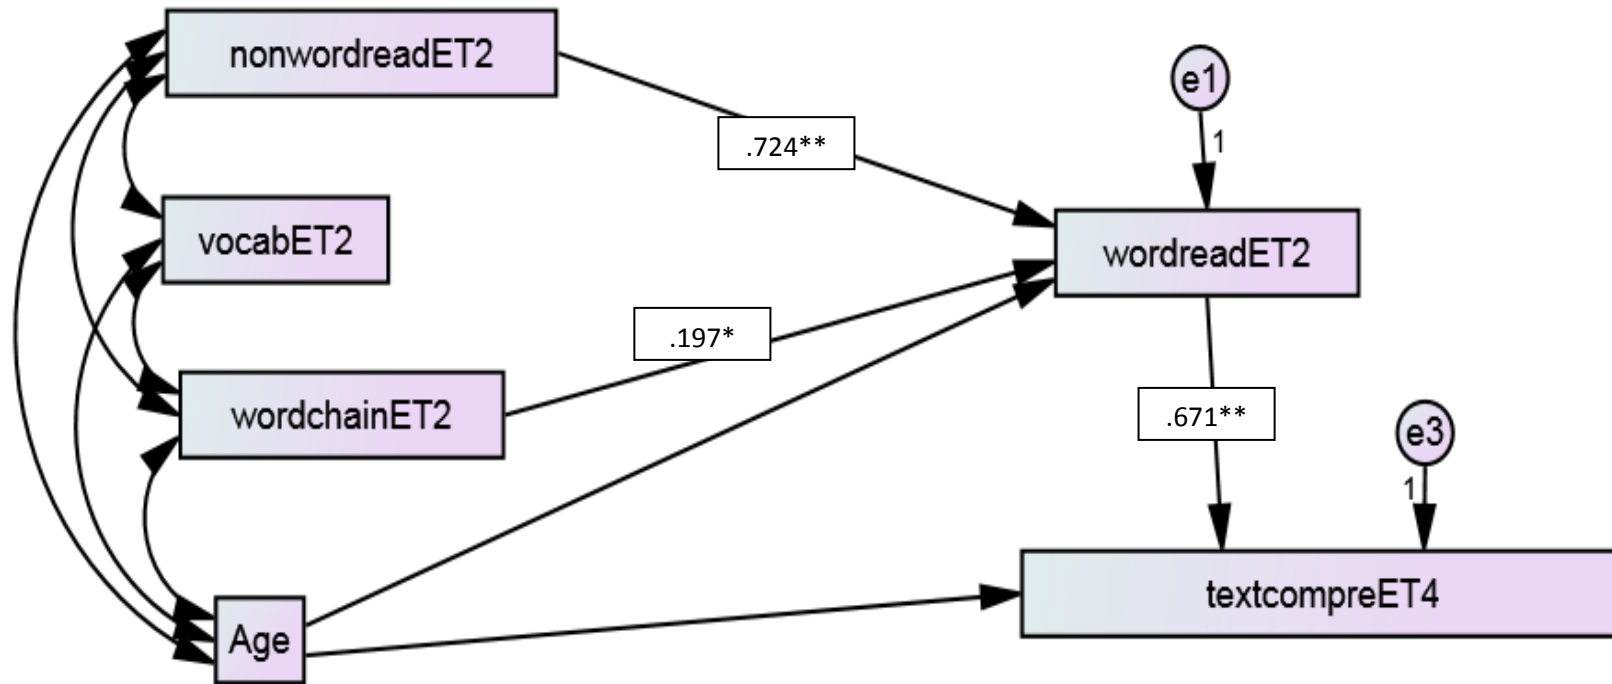 nonwordreadET2
e1
1
.724**
vocabET2
wordreadET2
.197*
wordchainET2
.671**
e3
1
textcompreET4
Age